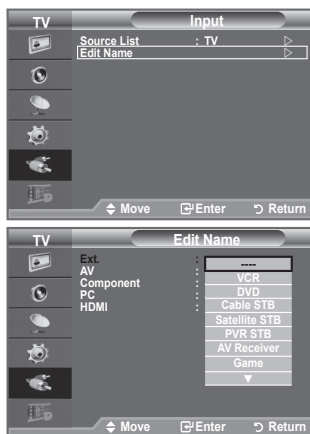 TV Input
Source List : TV ▷
Edit Name ▷
Move Enter Return
TV Edit Name
Ext. : ----
AV : VCR
Component : DVD
PC : Cable STB
HDMI : Satellite STB
PVR STB
AV Receiver
Game
▼
Move Enter Return